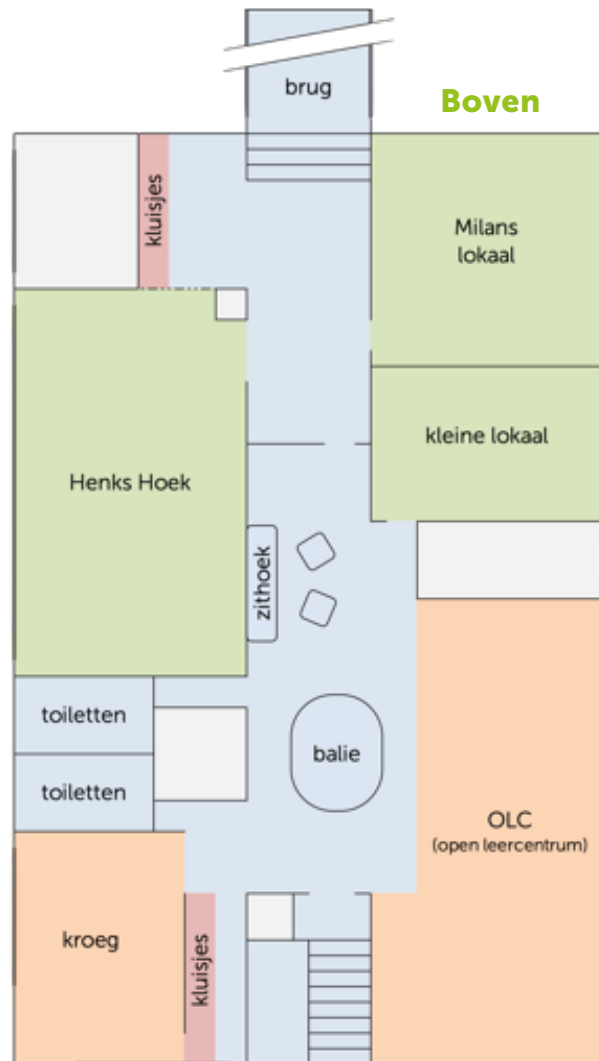 brug
Boven
kluisjes
Milans
lokaal
kleine lokaal
Henks Hoek
zithoek
toiletten
balie
toiletten
OLC
(open leercentrum)
kroeg
kluisjes